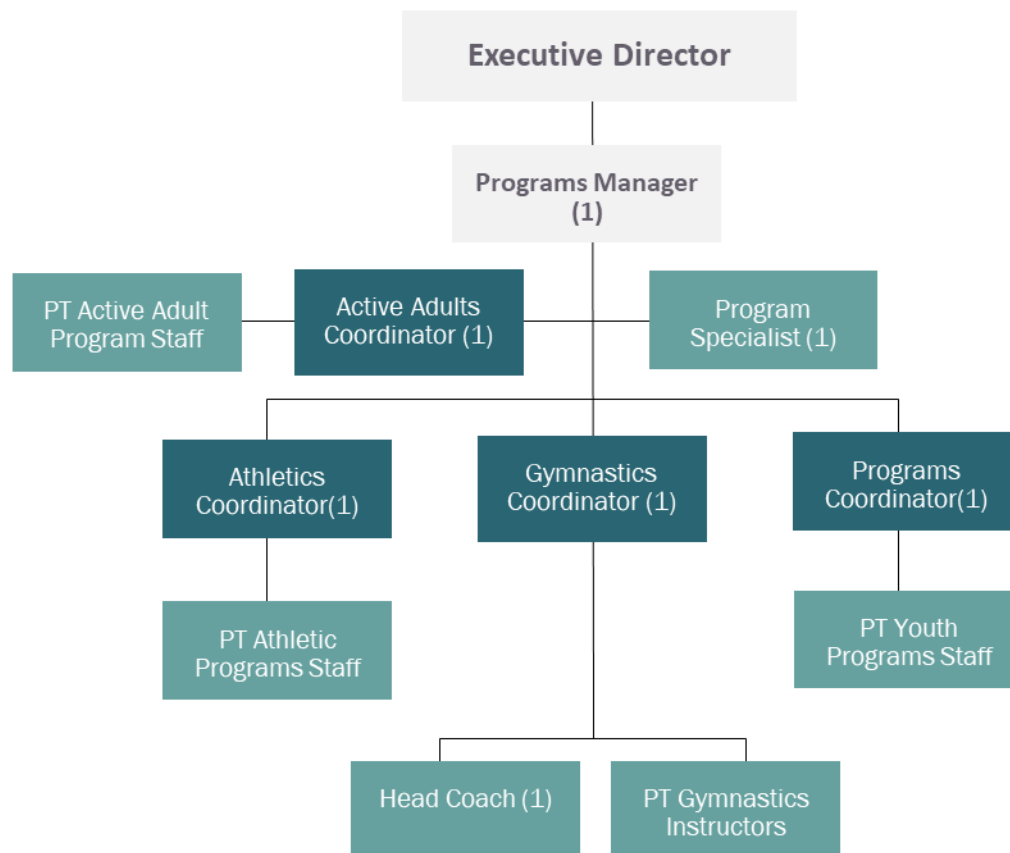 Executive Director
Programs Manager
(1)
PT Active Adult
Program Staff
Active Adults
Coordinator (1)
Program
Specialist (1)
Athletics
Coordinator(1)
Gymnastics
Coordinator (1)
Programs
Coordinator(1)
PT Athletic
Programs Staff
PT Youth
Programs Staff
Head Coach (1)
PT Gymnastics
Instructors